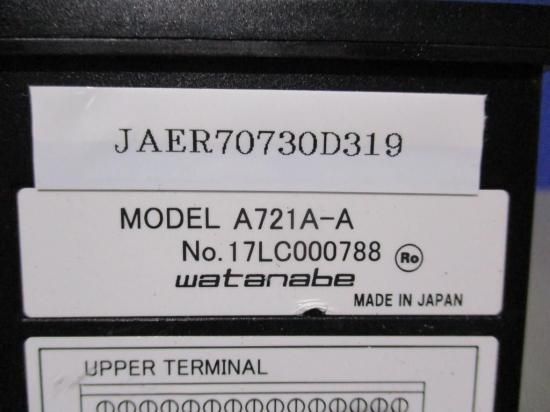 JAER70730D319
MODEL A721A-A
No.17LC000788 Ro
watanabe
MADE IN JAPAN
UPPER TERMINAL